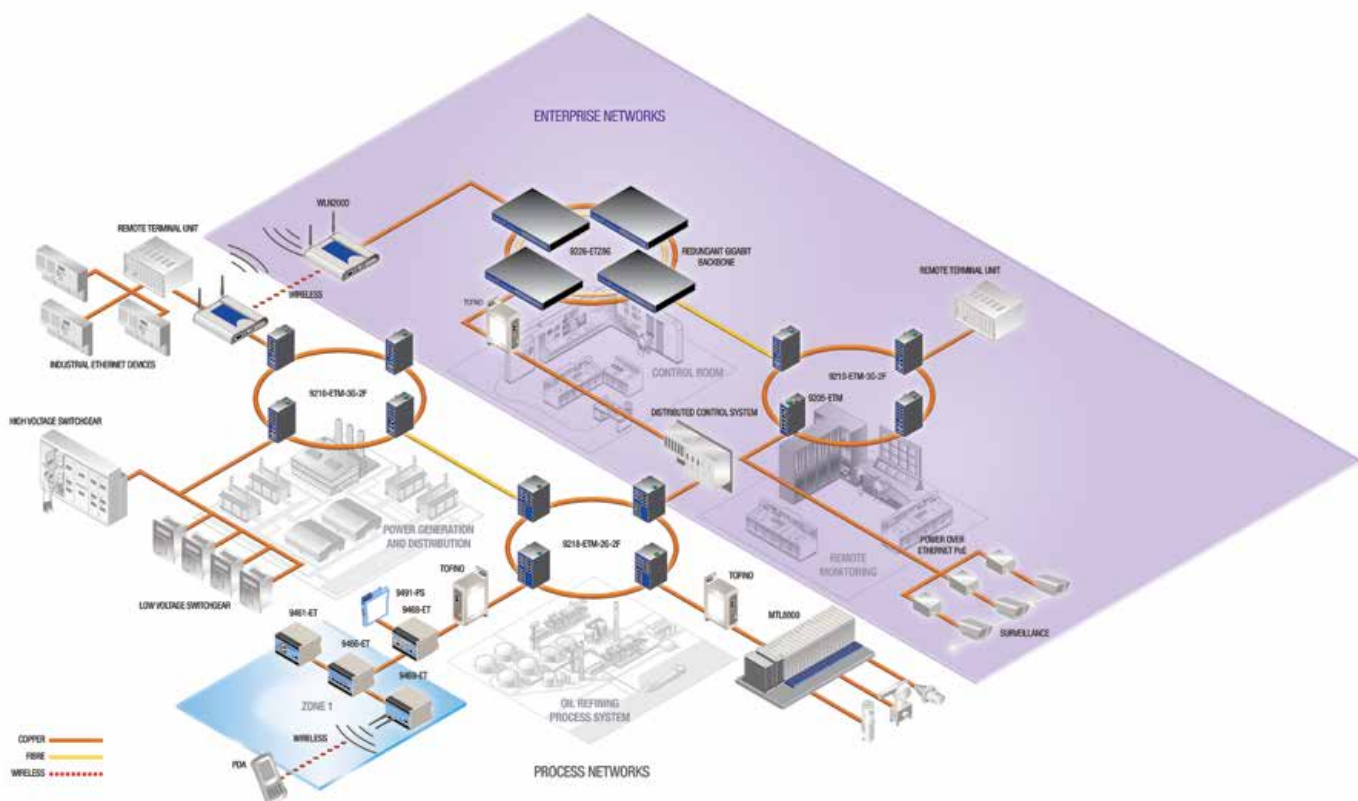 ENTERPRISE NETWORKS
WLN2000
REMOTE TERMINAL UNIT
9226-ETZ86
REDUNDANT GIGABIT
BACKBONE
REMOTE TERMINAL UNIT
WIRELESS
TOFINO
INDUSTRIAL ETHERNET DEVICES
CONTROL ROOM
9210-ETM-3G-2F
9210-ETM-3G-2F
9205-ETM
HIGH VOLTAGE SWITCHGEAR
DISTRIBUTED CONTROL SYSTEM
POWER GENERATION
AND DISTRIBUTION
9218-ETM-2G-2F
POWER OVER
ETHERNET PoE
REMOTE
MONITORING
LOW VOLTAGE SWITCHGEAR
9491-PS
TOFINO
TOFINO
9468-ET
9461-ET
MTL8000
SURVEILLANCE
9466-ET
9469-ET
ZONE 1
OIL REFINING
PROCESS SYSTEM
WIRELESS
COPPER
FIBRE
WIRELESS
PDA
PROCESS NETWORKS